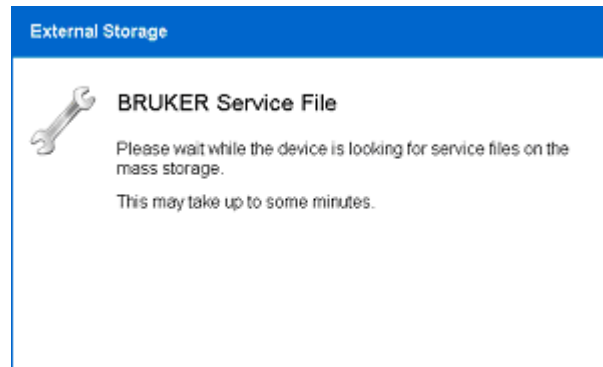 External Storage
BRUKER Service File
Please wait while the device is looking for service files on the
mass storage.
This may take up to some minutes.